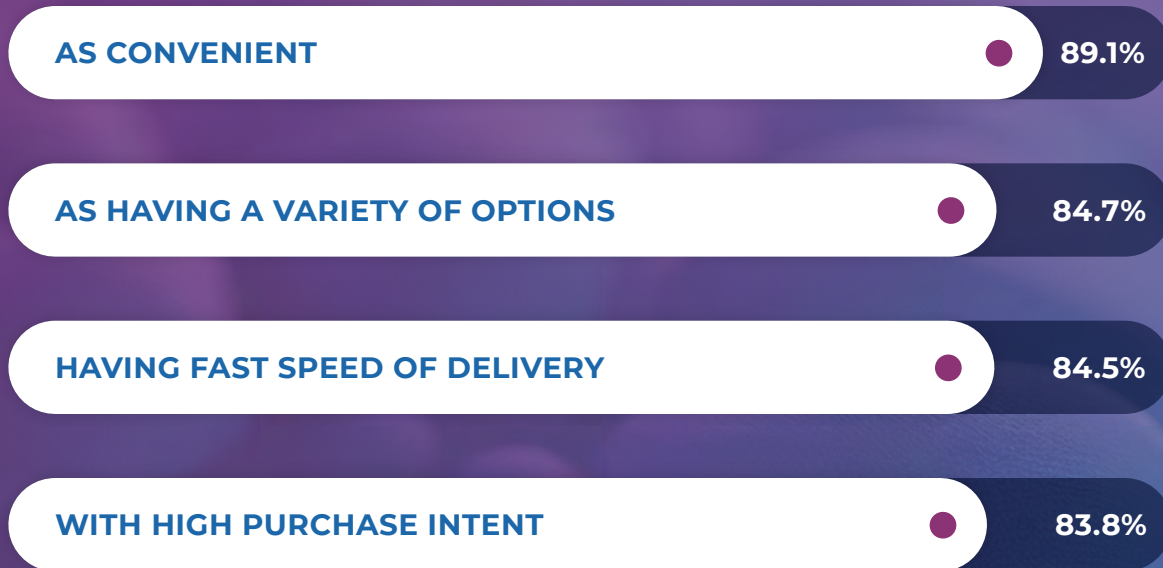 AS CONVENIENT 89.1%
AS HAVING A VARIETY OF OPTIONS 84.7%
HAVING FAST SPEED OF DELIVERY 84.5%
WITH HIGH PURCHASE INTENT 83.8%